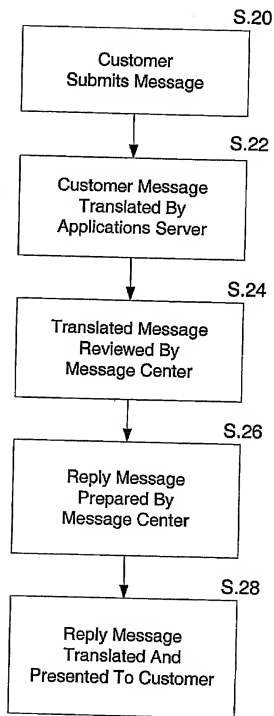 S.20
Customer
Submits Message
S.22
Customer Message
Translated By
Applications Server
S.24
Translated Message
Reviewed By
Message Center
S.26
Reply Message
Prepared By
Message Center
S.28
Reply Message
Translated And
Presented To Customer